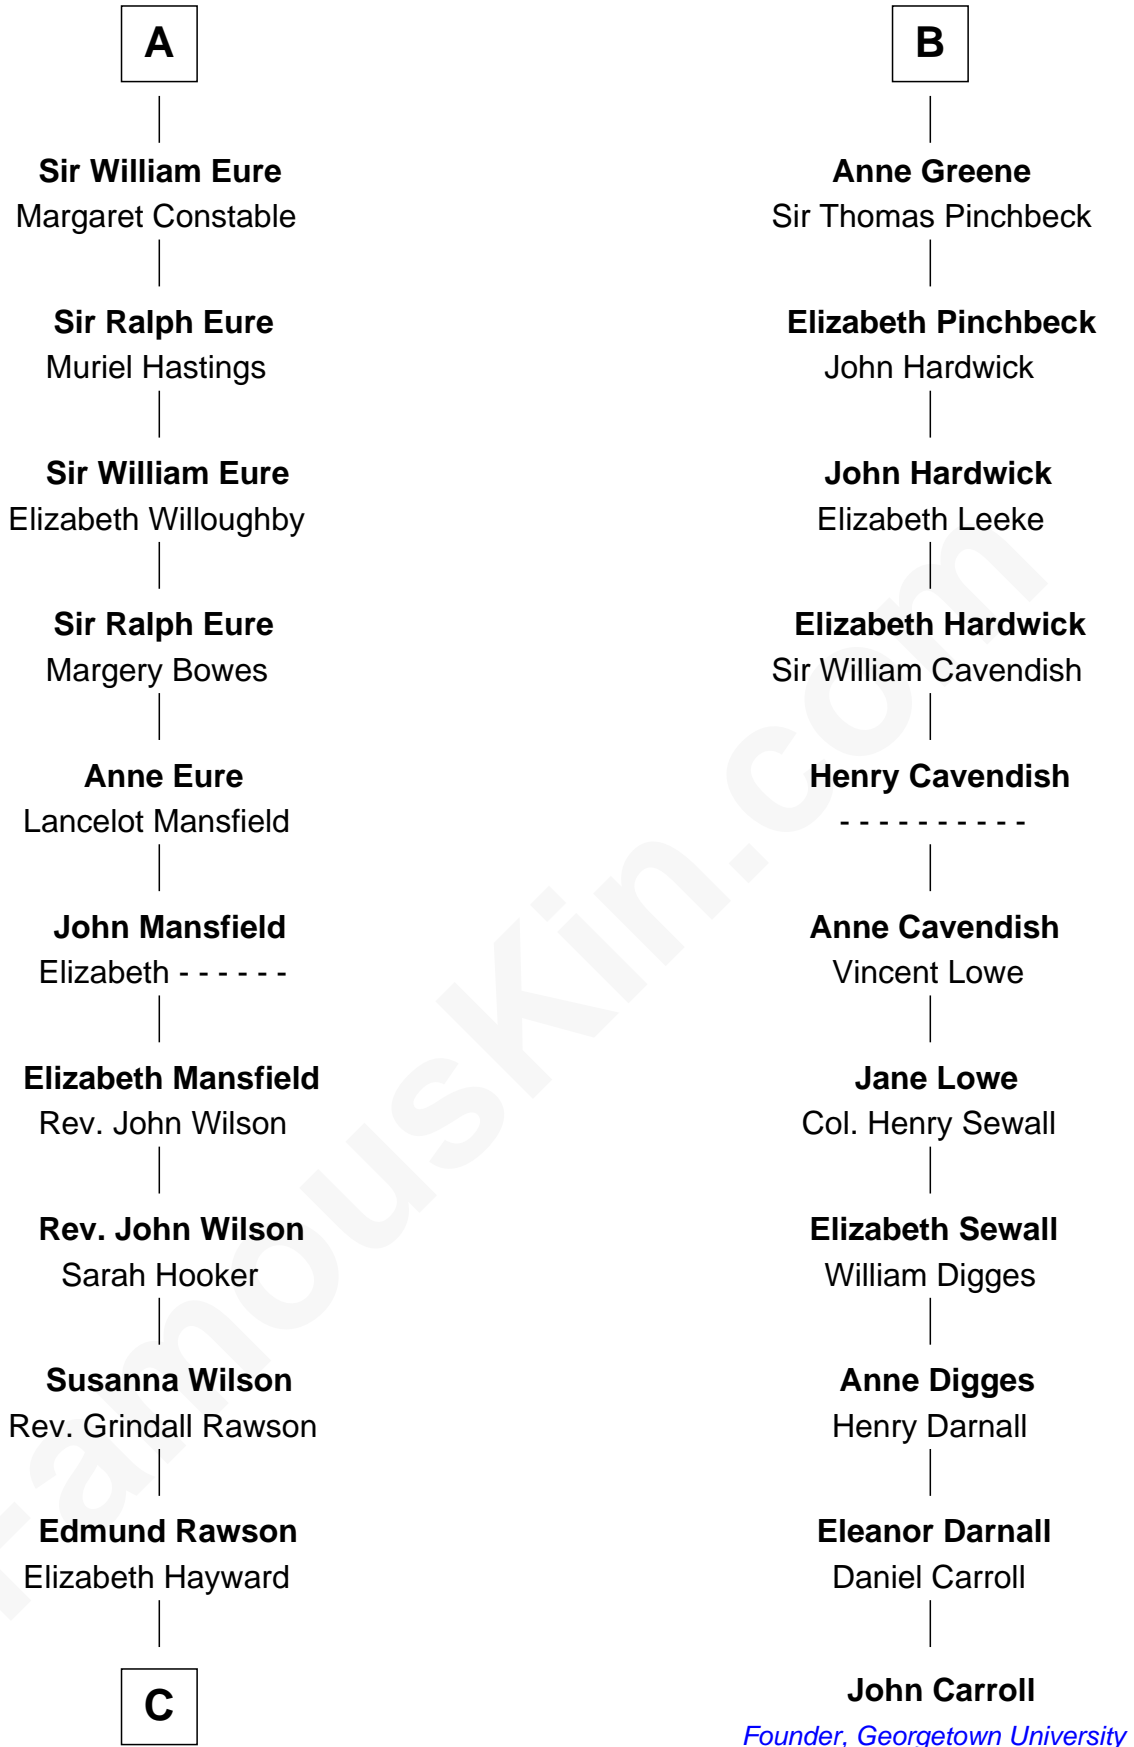 A
Sir William Eure
Margaret Constable
Sir Ralph Eure
Muriel Hastings
Sir William Eure
Elizabeth Willoughby
Sir Ralph Eure
Margery Bowes
Anne Eure
Lancelot Mansfield
John Mansfield
Elizabeth - - - - - -
Elizabeth Mansfield
Rev. John Wilson
Rev. John Wilson
Sarah Hooker
Susanna Wilson
Rev. Grindall Rawson
Edmund Rawson
Elizabeth Hayward
C
B
Anne Greene
Sir Thomas Pinchbeck
Elizabeth Pinchbeck
John Hardwick
John Hardwick
Elizabeth Leeke
Elizabeth Hardwick
Sir William Cavendish
Henry Cavendish
- - - - - - - - - -
Anne Cavendish
Vincent Lowe
Jane Lowe
Col. Henry Sewall
Elizabeth Sewall
William Digges
Anne Digges
Henry Darnall
Eleanor Darnall
Daniel Carroll
John Carroll
Founder, Georgetown University
FamousKin.com